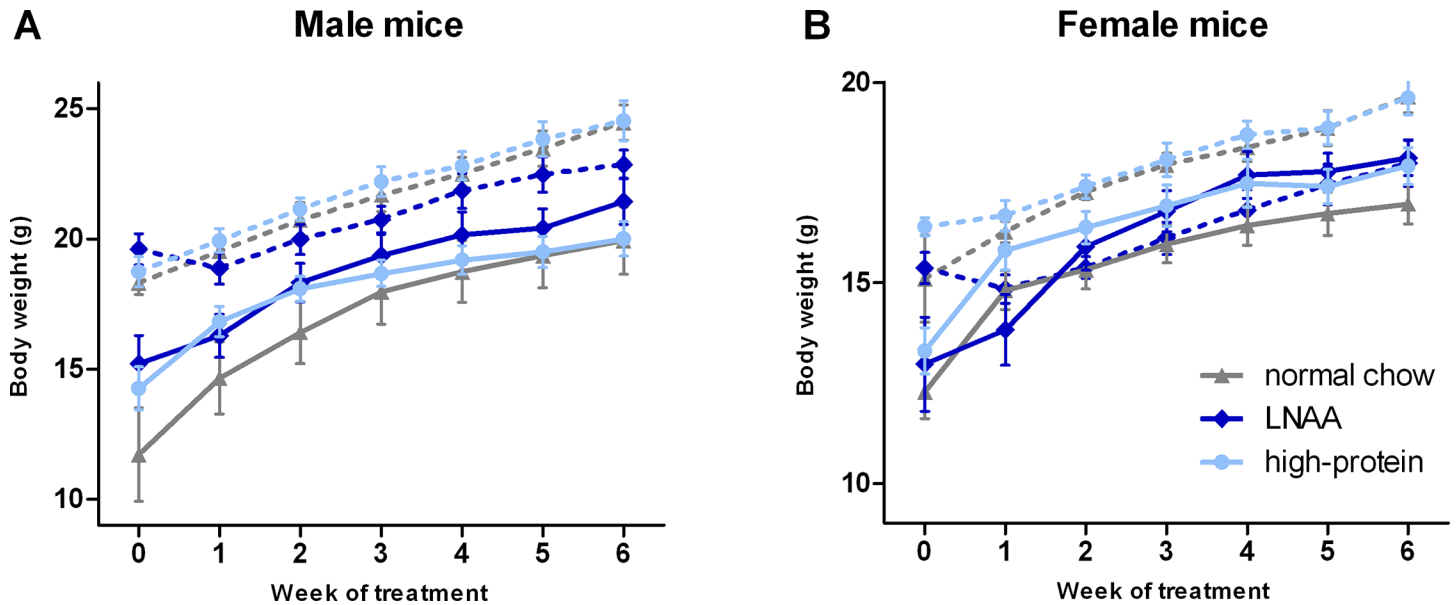 A
Male mice
Body weight (g)
25
20
15
10
0 1 2 3 4 5 6
Week of treatment
B
Female mice
Body weight (g)
20
15
10
0 1 2 3 4 5 6
Week of treatment
normal chow
LNAA
high-protein